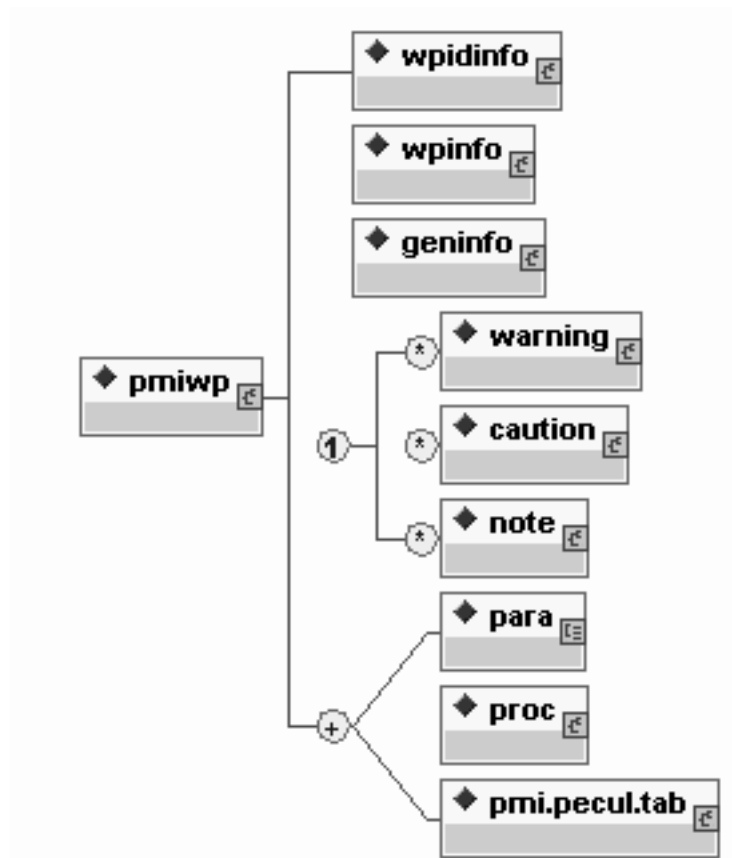 wpidinfo
wpinfo
geninfo
warning
pmiwp
caution
1
note
para
proc
+
pmi.pecul.tab
*
*
*